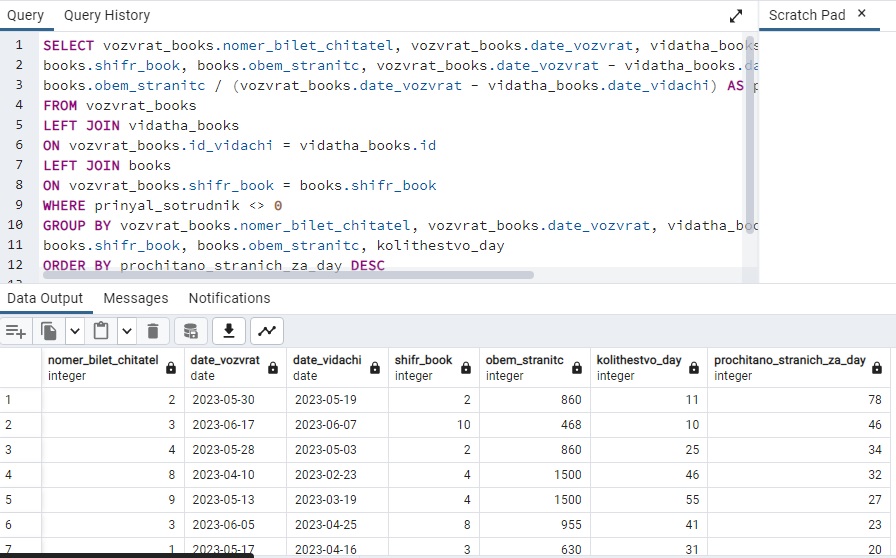 Query Query History Scratch Pad ×
1 SELECT vozvrat_books.nomer_bilet_chitatel, vozvrat_books.date_vozvrat, vidatha_books
2 books.shifr_book, books.obem_stranitc, vozvrat_books.date_vozvrat - vidatha_books.da
3 books.obem_stranitc / (vozvrat_books.date_vozvrat - vidatha_books.date_vidachi) AS p
4 FROM vozvrat_books
5 LEFT JOIN vidatha_books
6 ON vozvrat_books.id_vidachi = vidatha_books.id
7 LEFT JOIN books
8 ON vozvrat_books.shifr_book = books.shifr_book
9 WHERE prinyal_sotrudnik <> 0
10 GROUP BY vozvrat_books.nomer_bilet_chitatel, vozvrat_books.date_vozvrat, vidatha_boo
11 books.shifr_book, books.obem_stranitc, kolithestvo_day
12 ORDER BY prochitano_stranich_za_day DESC
Data Output Messages Notifications
nomer_bilet_chitatel date_vozvrat date_vidachi shifr_book obem_stranitc kolithestvo_day prochitano_stranich_za_day
integer date date integer integer integer integer
1 2 2023-05-30 2023-05-19 2 860 11 78
2 3 2023-06-17 2023-06-07 10 468 10 46
3 4 2023-05-28 2023-05-03 2 860 25 34
4 8 2023-04-10 2023-02-23 4 1500 46 32
5 9 2023-05-13 2023-03-19 4 1500 55 27
6 3 2023-06-05 2023-04-25 8 955 41 23
7 1 2023-05-17 2023-04-16 3 630 31 20